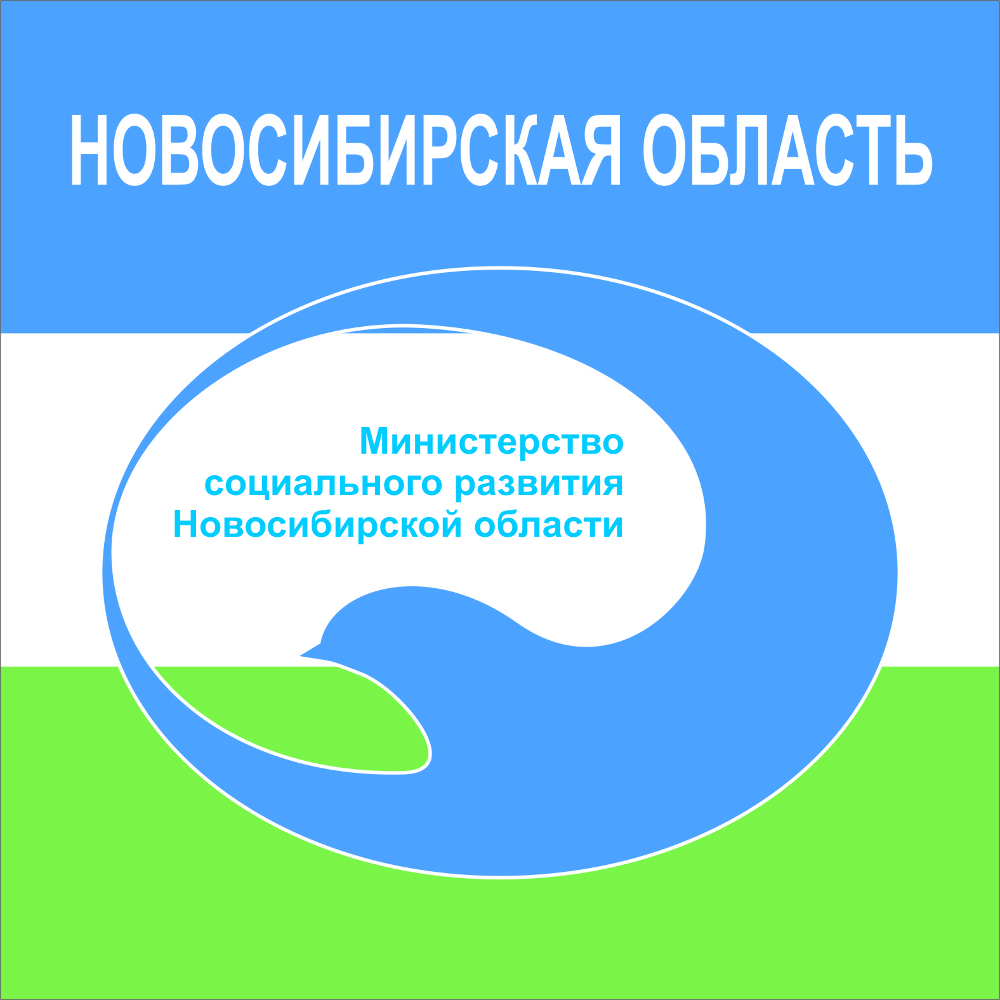 НОВОСИБИРСКАЯ ОБЛАСТЬ
Министерство
социального развития
Новосибирской области